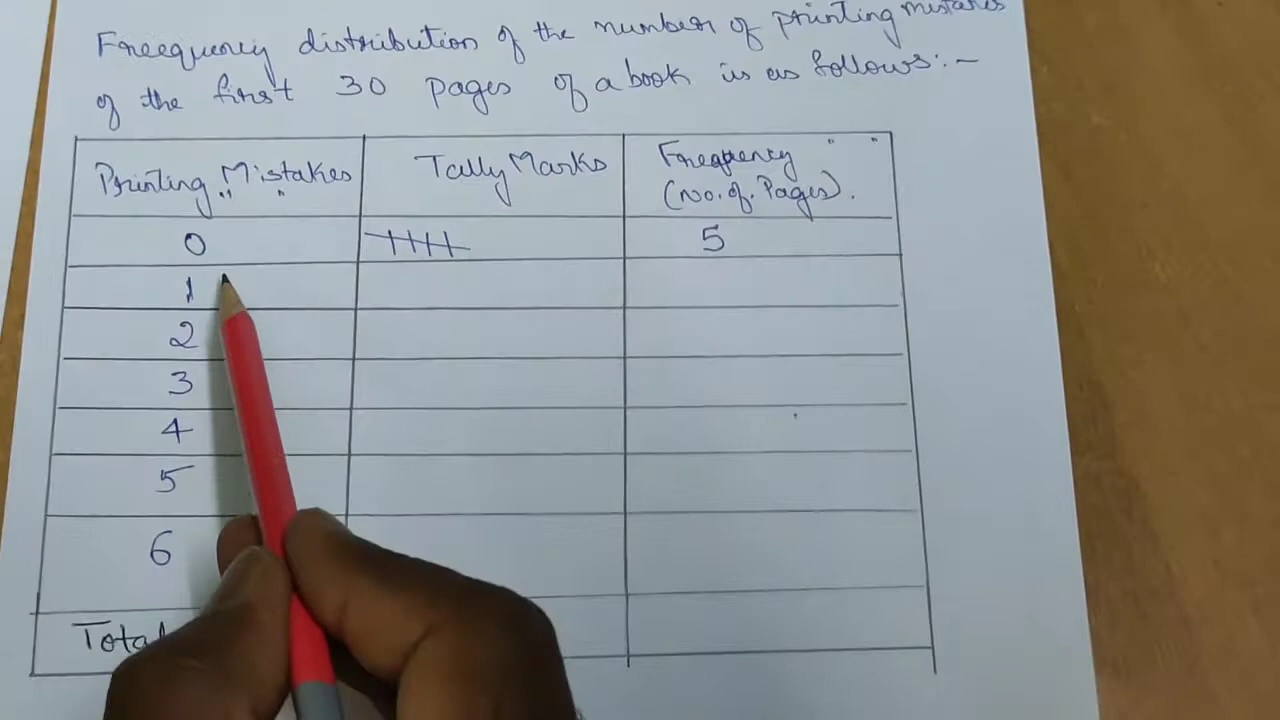 Freequency distribution of the number of printing mistakes
of the first 30 pages of a book is as follows:-
Printing Mistakes Tally Marks Frequency " "
" " (No. of. Pages).
0 5
1
2
3
4
5
6
Total